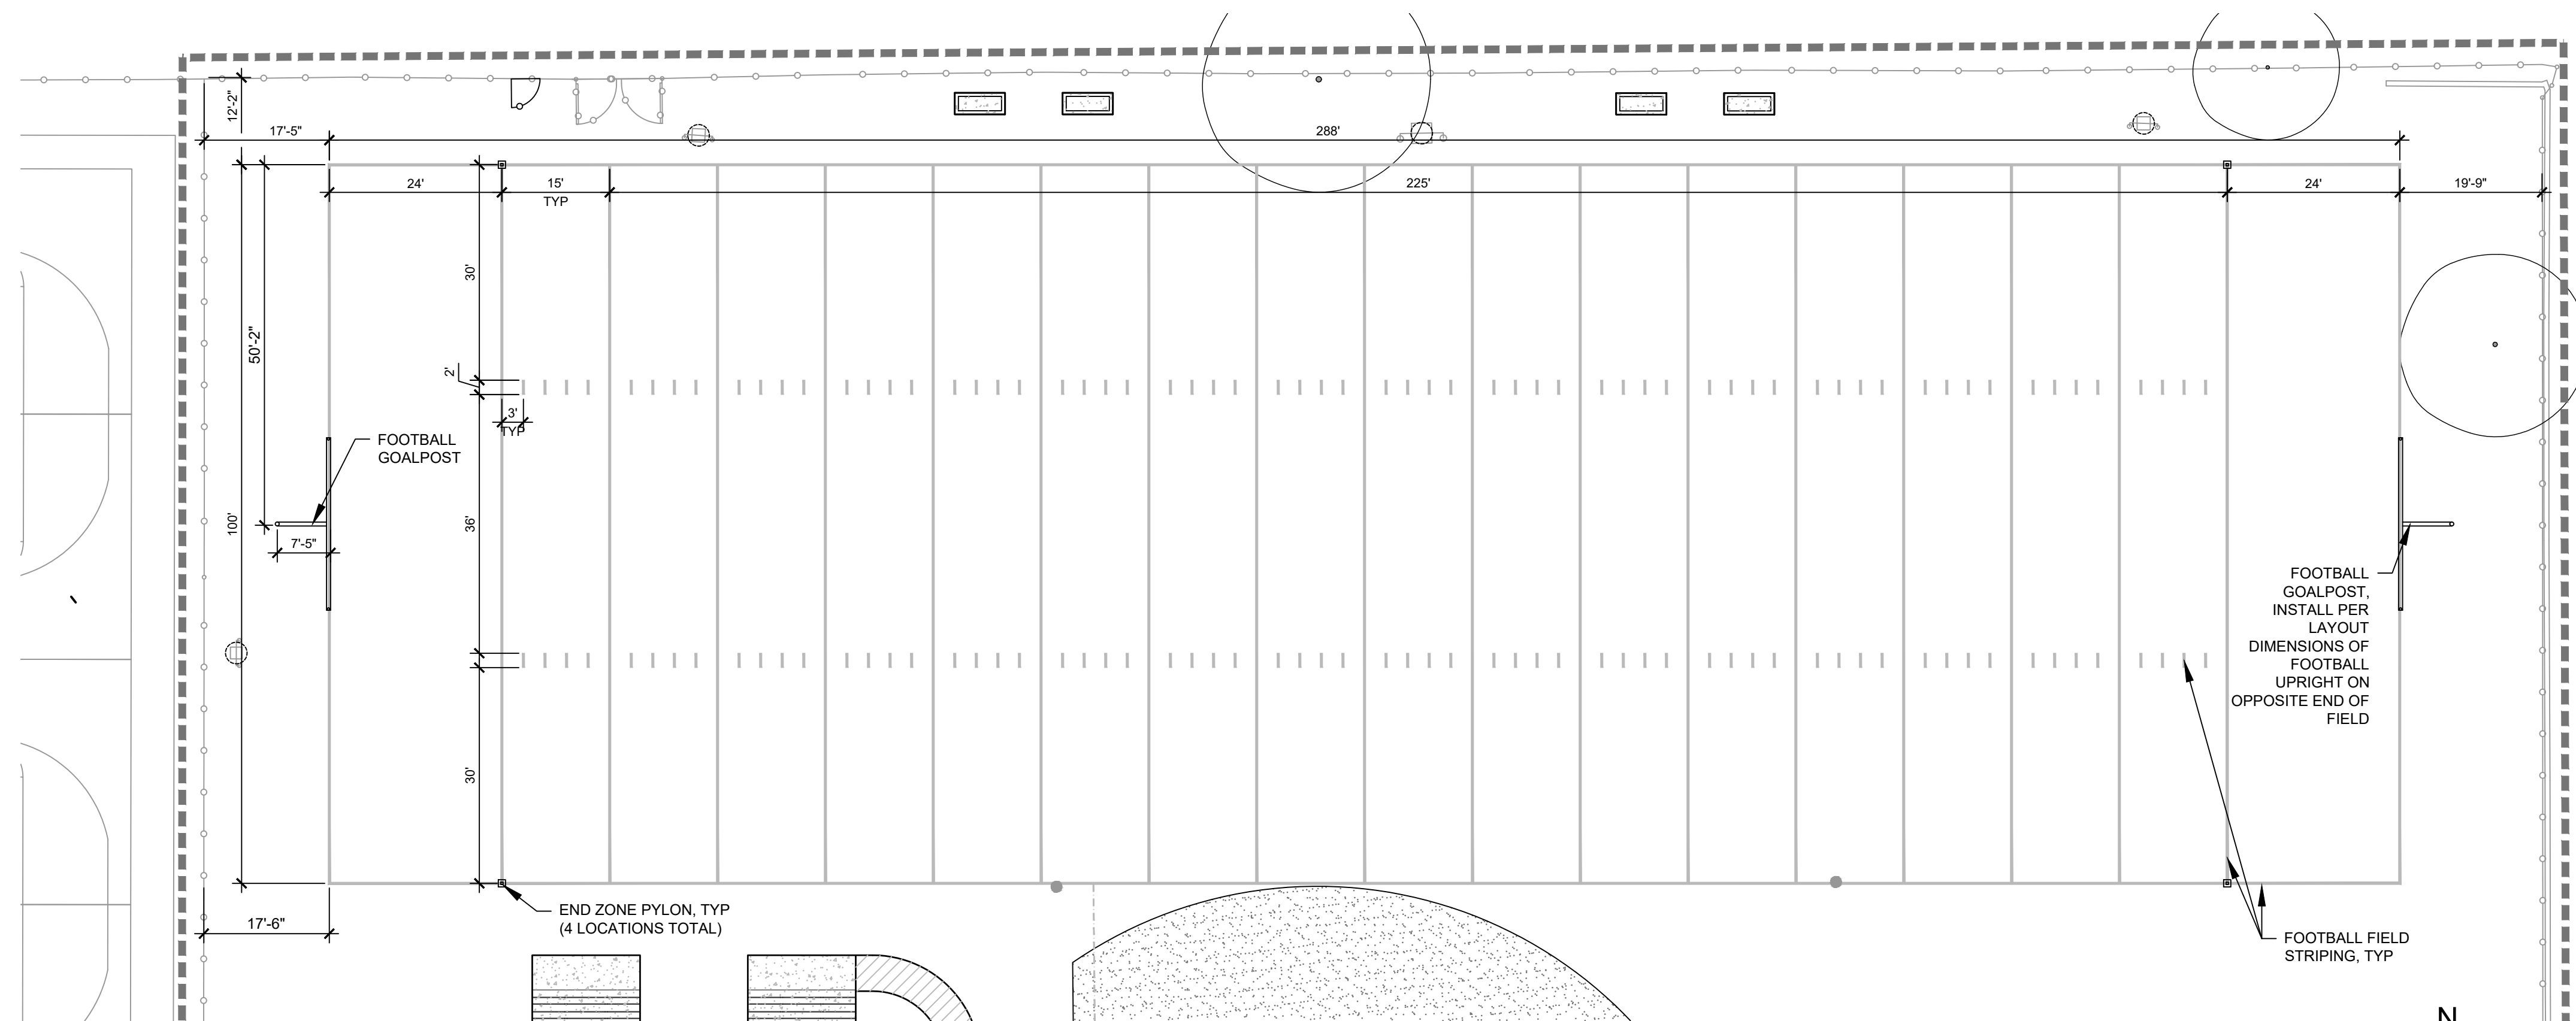 12'-2"
17'-5"
288'
24'
15'
TYP
225'
24'
19'-9"
30'
50'-2"
2'
3'
TYP
FOOTBALL
GOALPOST
100'
36'
7'-5"
FOOTBALL
GOALPOST,
INSTALL PER
LAYOUT
DIMENSIONS OF
FOOTBALL
UPRIGHT ON
OPPOSITE END OF
FIELD
30'
END ZONE PYLON, TYP
(4 LOCATIONS TOTAL)
17'-6"
FOOTBALL FIELD
STRIPING, TYP
N